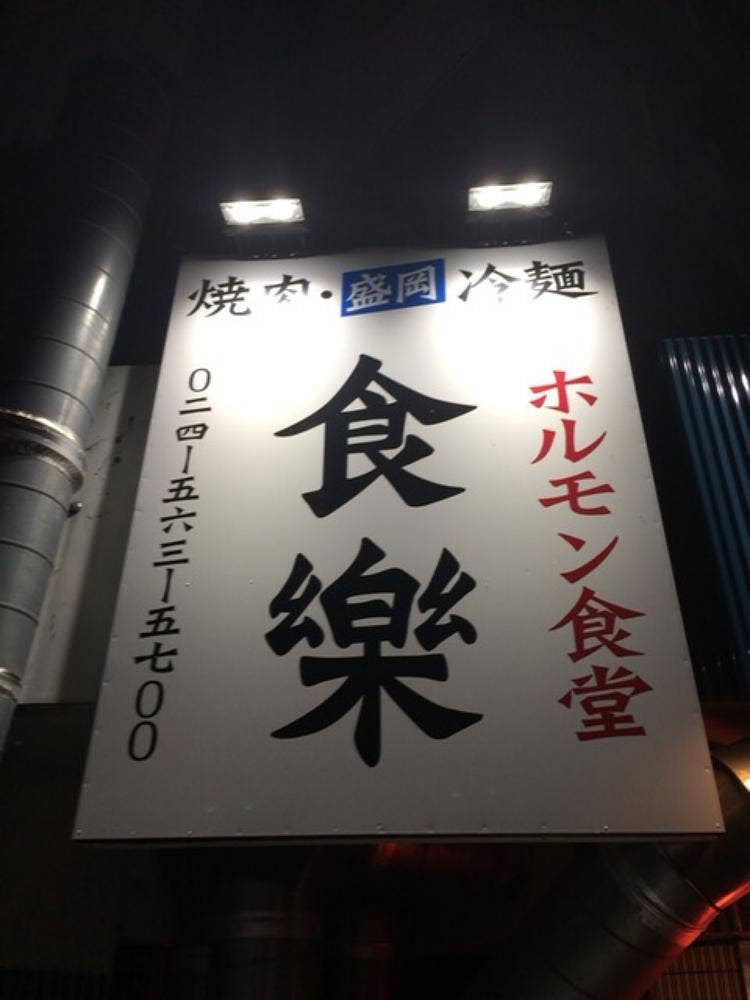 焼肉・盛岡冷麺
ホルモン食堂
食樂
〇二四ー五六三ー五七〇〇